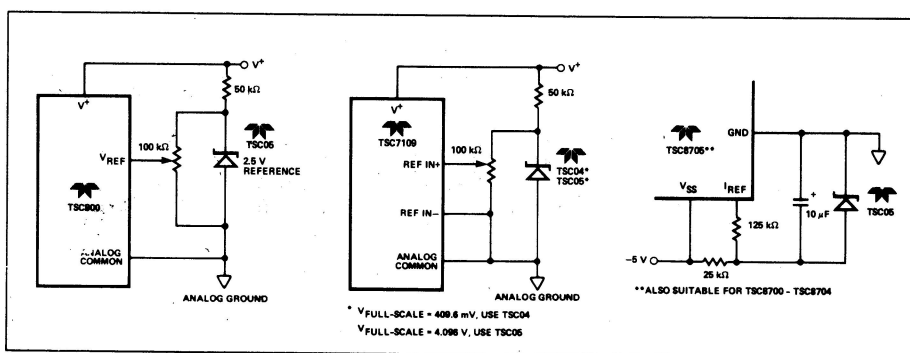 V+
V+
50 kΩ
TSC05
2.5 V
REFERENCE
100 kΩ
VREF
TSC800
ANALOG
COMMON
ANALOG GROUND
V+
V+
50 kΩ
TSC7109
100 kΩ
REF IN+
TSC04*
TSC05*
REF IN−
ANALOG
COMMON
ANALOG GROUND
* VFULL-SCALE = 409.6 mV, USE TSC04
VFULL-SCALE = 4.096 V, USE TSC05
GND
TSC8705**
VSS
IREF
+
10 μF
TSC05
125 kΩ
−5 V
25 kΩ
**ALSO SUITABLE FOR TSC8700 - TSC8704